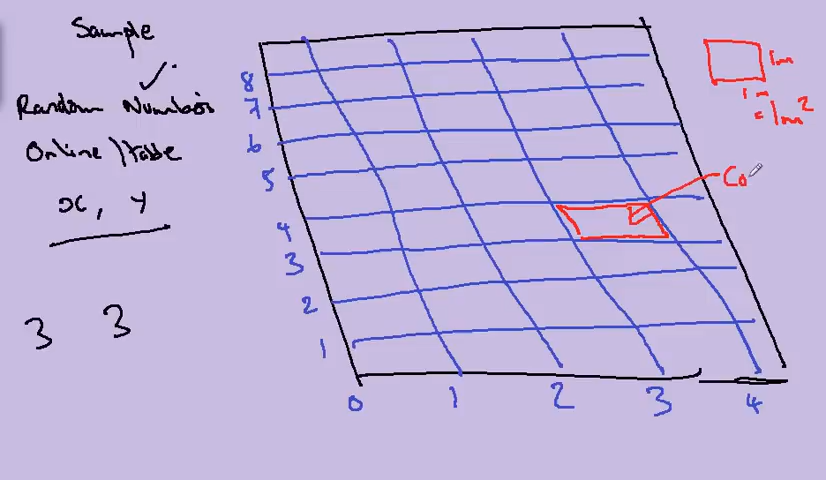 Sample
Random Numbers
Online/table
x, y
3 3
8
7
6
5
4
3
2
1
0 1 2 3 4
1m
1m
= 1m²
Co